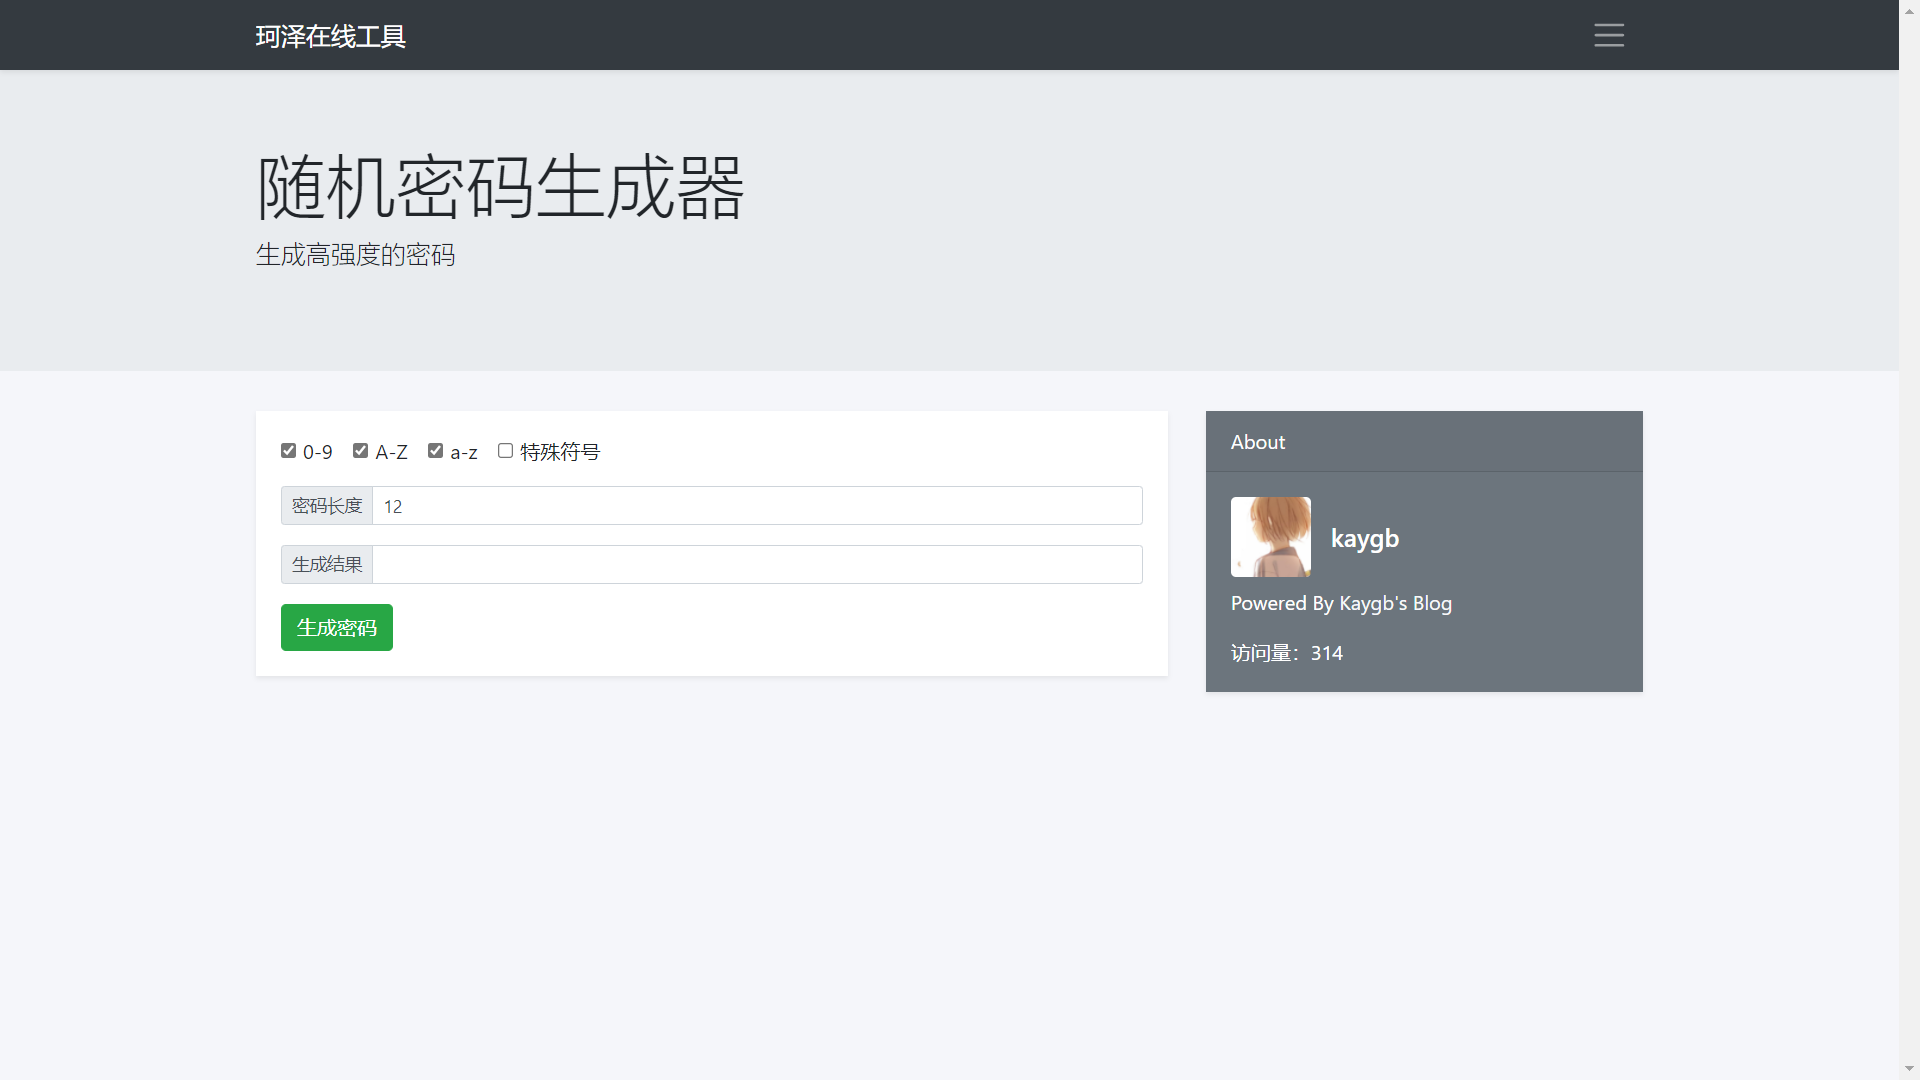 珂泽在线工具
随机密码生成器
生成高强度的密码
0-9 A-Z a-z 特殊符号
密码长度 12
生成结果
生成密码
About
kaygb
Powered By Kaygb's Blog
访问量：314